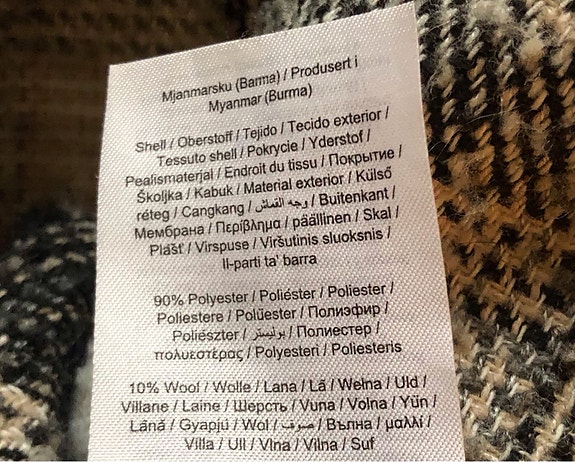 Mjanmarsku (Barma) / Produsert i
Myanmar (Burma)
Shell / Oberstoff / Tejido / Tecido exterior /
Tessuto shell / Pokrycie / Yderstof /
Pealismaterjal / Endroit du tissu / Покрытие /
Školjka / Kabuk / Material exterior / Külső
réteg / Cangkang / وجه القماش / Buitenkant /
Мембрана / Περίβλημα / päällinen / Skal /
Plášť / Virspuse / Viršutinis sluoksnis /
Il-parti ta' barra
90% Polyester / Poliéster / Poliester /
Poliestere / Polüester / Полиэфир /
Poliészter / بوليستر / Полиестер /
πολυεστέρας / Polyesteri / Poliesteris
10% Wool / Wolle / Lana / Lã / Wełna / Uld /
Villane / Laine / Шерсть / Vuna / Volna / Yün /
Lână / Gyapjú / Wol / صوف / Вълна / μαλλί /
Villa / Ull / Vlna / Vilna / Suf